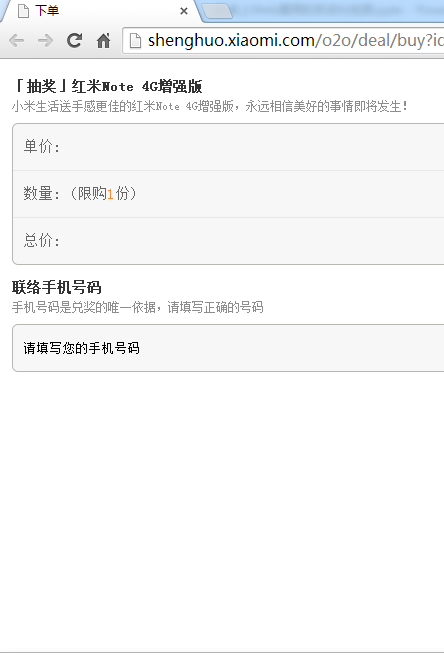 下单
shenghuo.xiaomi.com/o2o/deal/buy?id
「抽奖」红米Note 4G增强版
小米生活送手感更佳的红米Note 4G增强版，永远相信美好的事情即将发生！
单价:
数量:（限购1份）
总价:
联络手机号码
手机号码是兑奖的唯一依据，请填写正确的号码
请填写您的手机号码